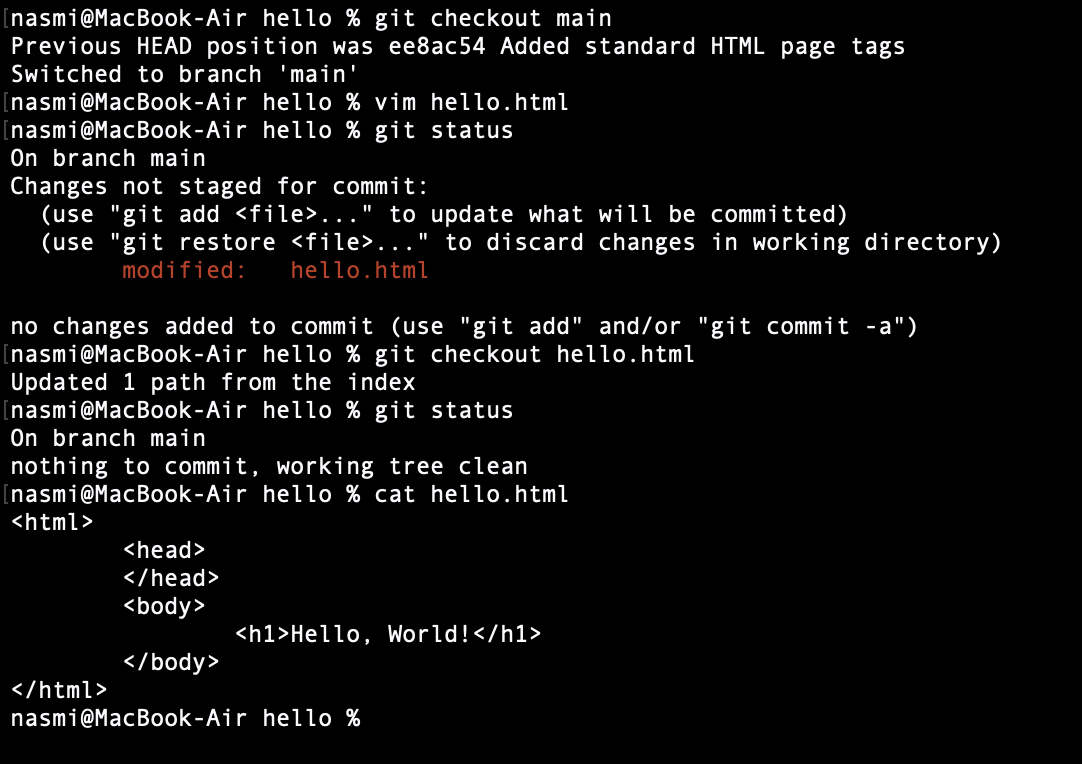 [nasmi@MacBook-Air hello % git checkout main
Previous HEAD position was ee8ac54 Added standard HTML page tags
Switched to branch 'main'
[nasmi@MacBook-Air hello % vim hello.html
[nasmi@MacBook-Air hello % git status
On branch main
Changes not staged for commit:
  (use "git add <file>..." to update what will be committed)
  (use "git restore <file>..." to discard changes in working directory)
        modified:   hello.html

no changes added to commit (use "git add" and/or "git commit -a")
[nasmi@MacBook-Air hello % git checkout hello.html
Updated 1 path from the index
[nasmi@MacBook-Air hello % git status
On branch main
nothing to commit, working tree clean
[nasmi@MacBook-Air hello % cat hello.html
<html>
        <head>
        </head>
        <body>
                <h1>Hello, World!</h1>
        </body>
</html>
nasmi@MacBook-Air hello %